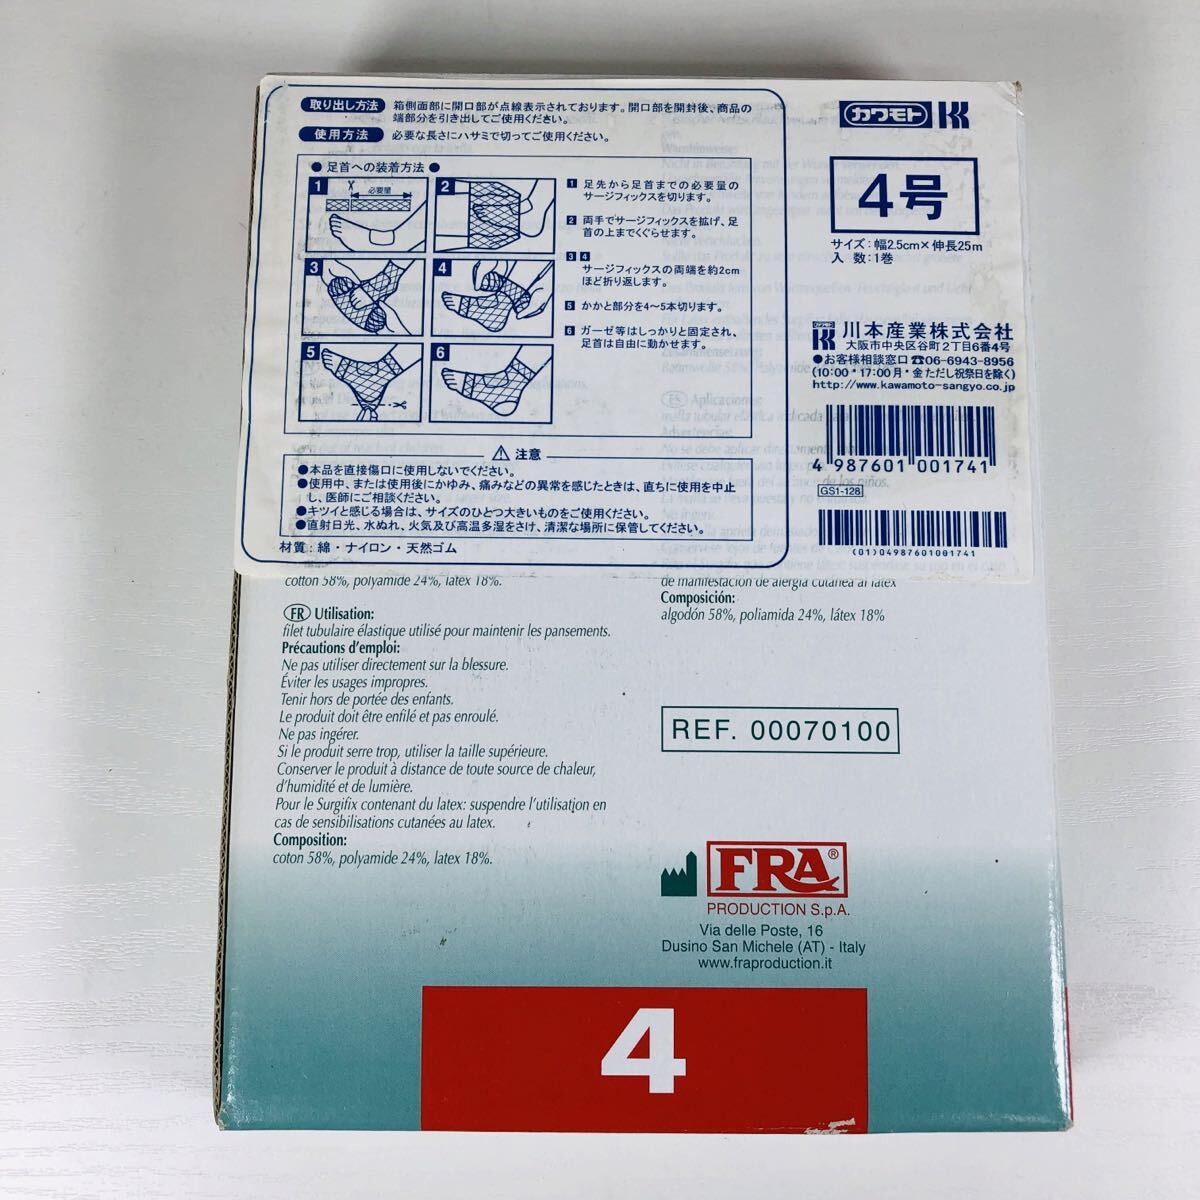 取り出し方法 箱側面部に開口部が点線表示されております。開口部を開封後、商品の
端部分を引き出してご使用ください。
使用方法 必要な長さにハサミで切ってご使用ください。
●足首への装着方法●
1 必要量
2
3
4
5
6
1 足先から足首までの必要量の
サージフィックスを切ります。
2 両手でサージフィックスを拡げ、足
首の上までくぐらせます。
3 4
サージフィックスの両端を約2cm
ほど折り返します。
5 かかと部分を4〜5本切ります。
6 ガーゼ等はしっかりと固定され、
足首は自由に動かせます。
注意
●本品を直接傷口に使用しないでください。
●使用中、または使用後にかゆみ、痛みなどの異常を感じたときは、直ちに使用を中止
し、医師にご相談ください。
●キツイと感じる場合は、サイズのひとつ大きいものをご使用ください。
●直射日光、水ぬれ、火気及び高温多湿をさけ、清潔な場所に保管してください。
材質：綿・ナイロン・天然ゴム
カワモト
4号
サイズ：幅2.5cm×伸長25m
入 数：1巻
カワモト
川本産業株式会社
大阪市中央区谷町2丁目6番4号
●お客様相談窓口☎06-6943-8956
(10:00・17:00月・金 ただし祝祭日を除く)
http://www.kawamoto-sangyo.co.jp
4 987601 001741
GS1-128
(01)04987601001741
cotton 58%, polyamide 24%, latex 18%.
FR Utilisation:
filet tubulaire élastique utilisé pour maintenir les pansements.
Précautions d'emploi:
Ne pas utiliser directement sur la blessure.
Éviter les usages impropres.
Tenir hors de portée des enfants.
Le produit doit être enfilé et pas enroulé.
Ne pas ingérer.
Si le produit serre trop, utiliser la taille supérieure.
Conserver le produit à distance de toute source de chaleur,
d'humidité et de lumière.
Pour le Surgifix contenant du latex: suspendre l'utilisation en
cas de sensibilisations cutanées au latex.
Composition:
coton 58%, polyamide 24%, latex 18%.
de manifestación de alergia cutánea al látex
Composición:
algodón 58%, poliamida 24%, látex 18%
REF. 00070100
FRA®
PRODUCTION S.p.A.
Via delle Poste, 16
Dusino San Michele (AT) - Italy
www.fraproduction.it
4